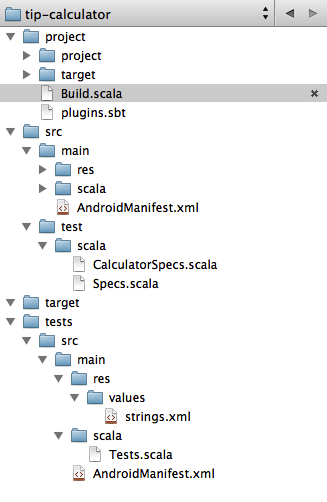 tip-calculator
project
project
target
Build.scala
plugins.sbt
src
main
res
scala
AndroidManifest.xml
test
scala
CalculatorSpecs.scala
Specs.scala
target
tests
src
main
res
values
strings.xml
scala
Tests.scala
AndroidManifest.xml